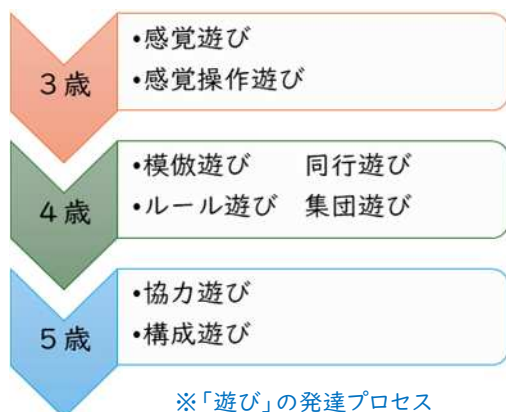 3歳
•感覚遊び
•感覚操作遊び
4歳
•模倣遊び　同行遊び
•ルール遊び　集団遊び
5歳
•協力遊び
•構成遊び
※「遊び」の発達プロセス